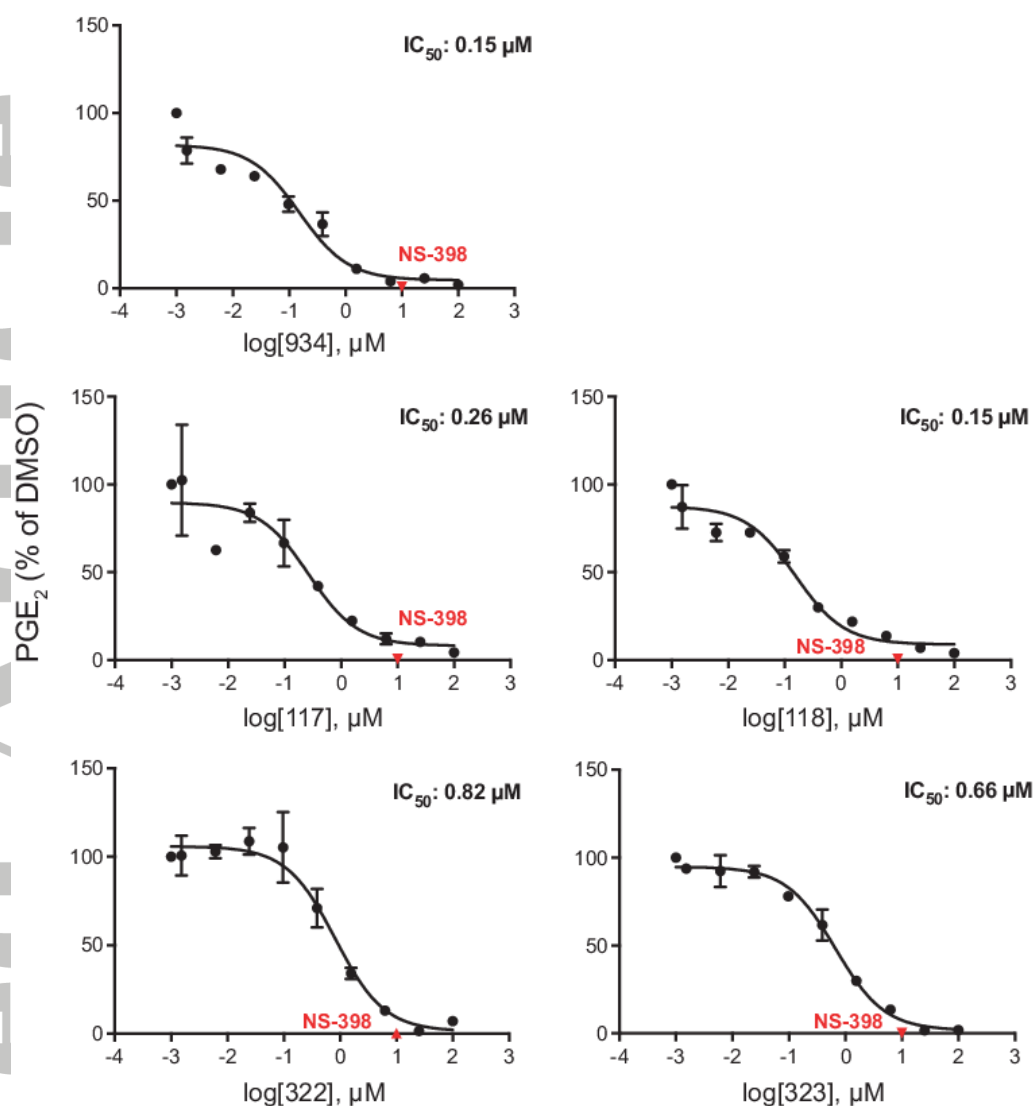 150
IC50: 0.15 µM
100
50
NS-398
0
-4 -3 -2 -1 0 1 2 3
log[934], µM
PGE2 (% of DMSO)
150
IC50: 0.26 µM
100
50
NS-398
0
-4 -3 -2 -1 0 1 2 3
log[117], µM
150
IC50: 0.15 µM
100
50
NS-398
0
-4 -3 -2 -1 0 1 2 3
log[118], µM
150
IC50: 0.82 µM
100
50
NS-398
0
-4 -3 -2 -1 0 1 2 3
log[322], µM
150
IC50: 0.66 µM
100
50
NS-398
0
-4 -3 -2 -1 0 1 2 3
log[323], µM